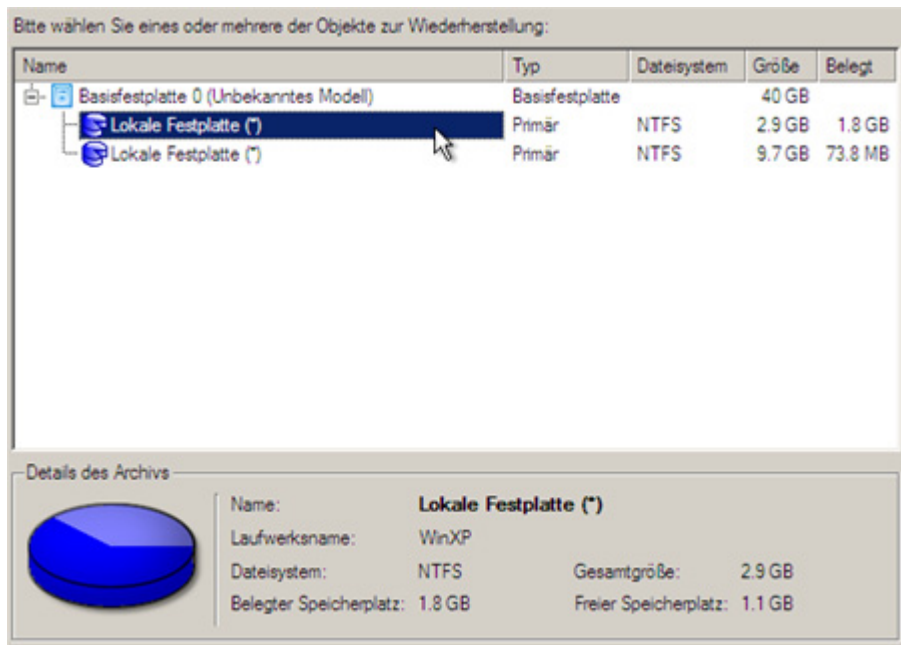 Bitte wählen Sie eines oder mehrere der Objekte zur Wiederherstellung:
Name Typ Dateisystem Größe Belegt
Basisfestplatte 0 (Unbekanntes Modell) Basisfestplatte 40 GB
Lokale Festplatte (*) Primär NTFS 2.9 GB 1.8 GB
Lokale Festplatte (*) Primär NTFS 9.7 GB 73.8 MB
Details des Archivs
Name: Lokale Festplatte (*)
Laufwerksname: WinXP
Dateisystem: NTFS Gesamtgröße: 2.9 GB
Belegter Speicherplatz: 1.8 GB Freier Speicherplatz: 1.1 GB